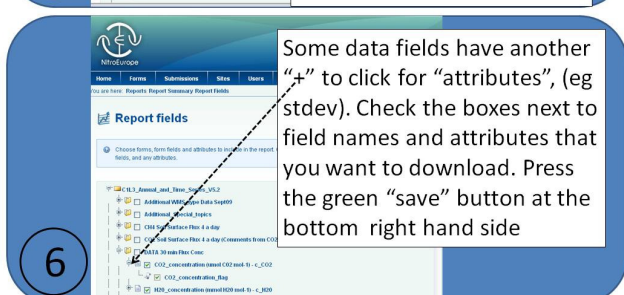 NitroEurope
Home Forms Submissions Sites Users
You are here: Reports Report Summary Report Fields
Report fields
Choose forms, form fields and attributes to include in the report.
fields, and any attributes.
C1L3_Annual_and_Time_Series_V5.2
Additional WMS type Data Sept09
Additional_special_topics
CH4 Soil Surface Flux 4 a day
CO2 Soil Surface Flux 4 a day (Comments from CO2
DATA 30 min Flux Conc
CO2_concentration (mmol CO2 mol-1) - c_CO2
CO2_concentration_flag
H2O_concentration (mmol H2O mol-1) - c_H2O
Some data fields have another
“+” to click for “attributes”, (eg
stdev). Check the boxes next to
field names and attributes that
you want to download. Press
the green “save” button at the
bottom right hand side
6